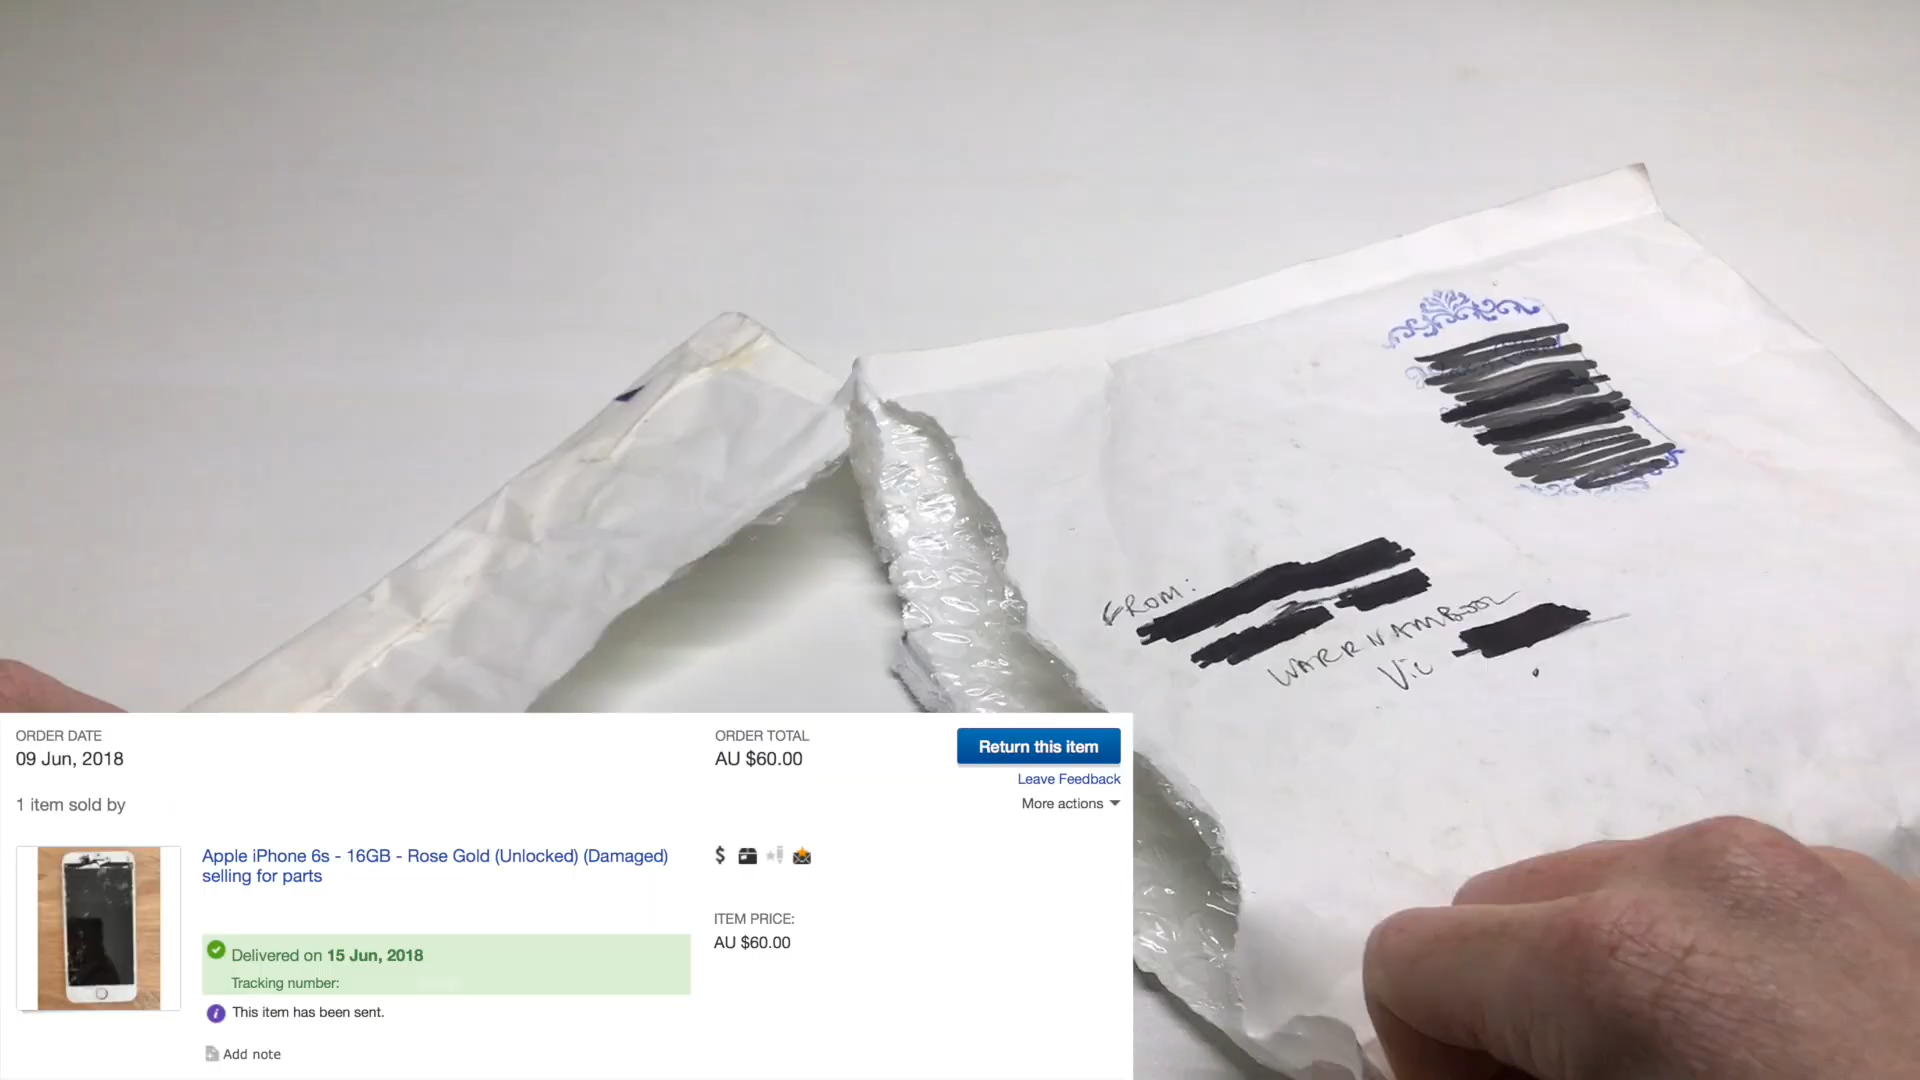 FROM:
WARRNAMBOOL
Vic
ORDER DATE
09 Jun, 2018
ORDER TOTAL
AU $60.00
Return this item
Leave Feedback
1 item sold by
More actions
Apple iPhone 6s - 16GB - Rose Gold (Unlocked) (Damaged)
selling for parts
ITEM PRICE:
AU $60.00
Delivered on 15 Jun, 2018
Tracking number:
This item has been sent.
Add note